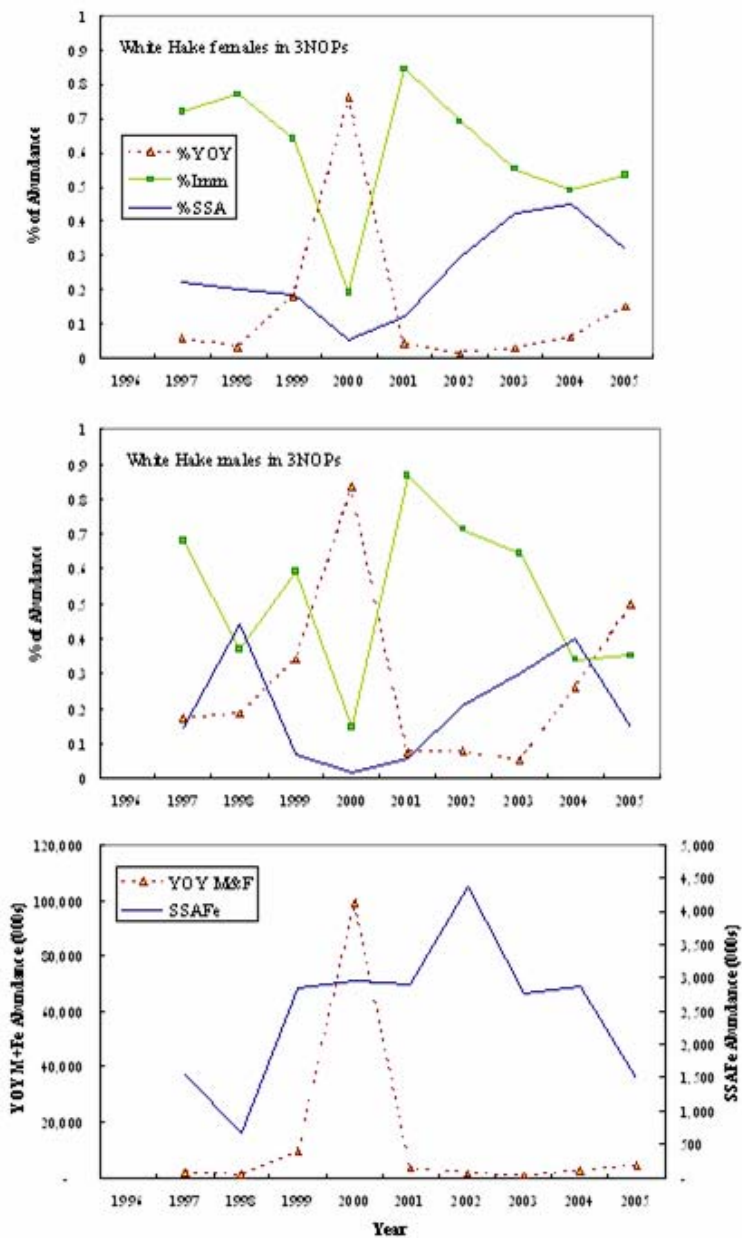 1
0.9
0.8
0.7
0.6
0.5
0.4
0.3
0.2
0.1
0
% of Abundance
White Hake females in 3NOPs
%YOY
%Imm
%SSA
1996 1997 1998 1999 2000 2001 2002 2003 2004 2005
1
0.9
0.8
0.7
0.6
0.5
0.4
0.3
0.2
0.1
0
% of Abundance
White Hake males in 3NOPs
1996 1997 1998 1999 2000 2001 2002 2003 2004 2005
120,000
100,000
80,000
60,000
40,000
20,000
-
YOY M+Fe Abundance (000s)
YOY M&F
SSAFe
5,000
4,500
4,000
3,500
3,000
2,500
2,000
1,500
1,000
500
-
SSAFe Abundance (000s)
1996 1997 1998 1999 2000 2001 2002 2003 2004 2005
Year